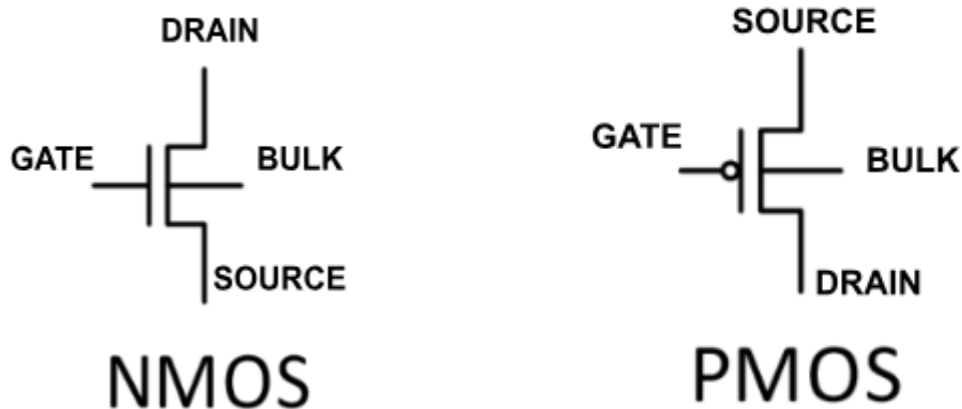 DRAIN
GATE
BULK
SOURCE
NMOS
SOURCE
GATE
BULK
DRAIN
PMOS